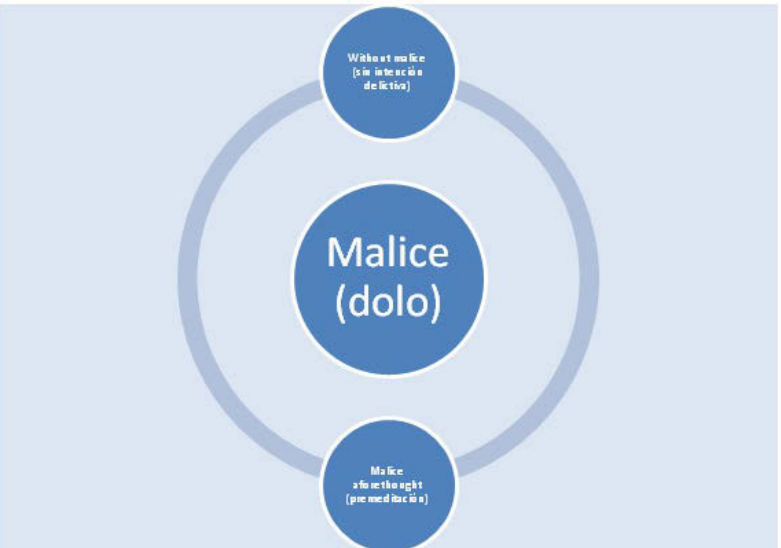 Without malice
(sin intención
delictiva)
Malice
(dolo)
Malice
aforethought
(premeditación)